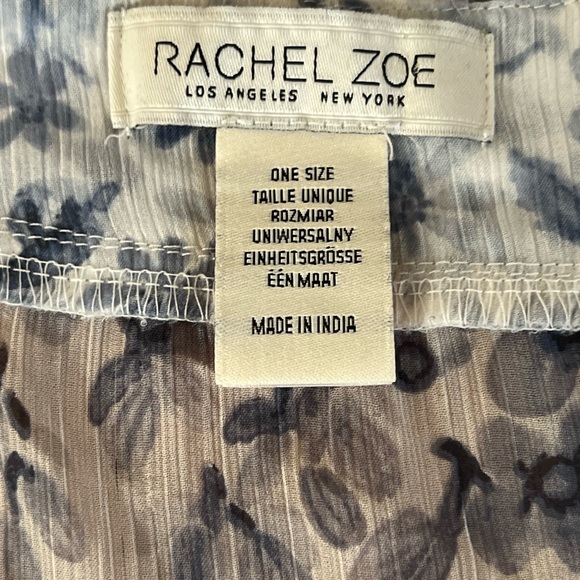 RACHEL ZOE
LOS ANGELES NEW YORK
ONE SIZE
TAILLE UNIQUE
ROZMIAR
UNIWERSALNY
EINHEITSGRÖSSE
ÉÉN MAAT
MADE IN INDIA